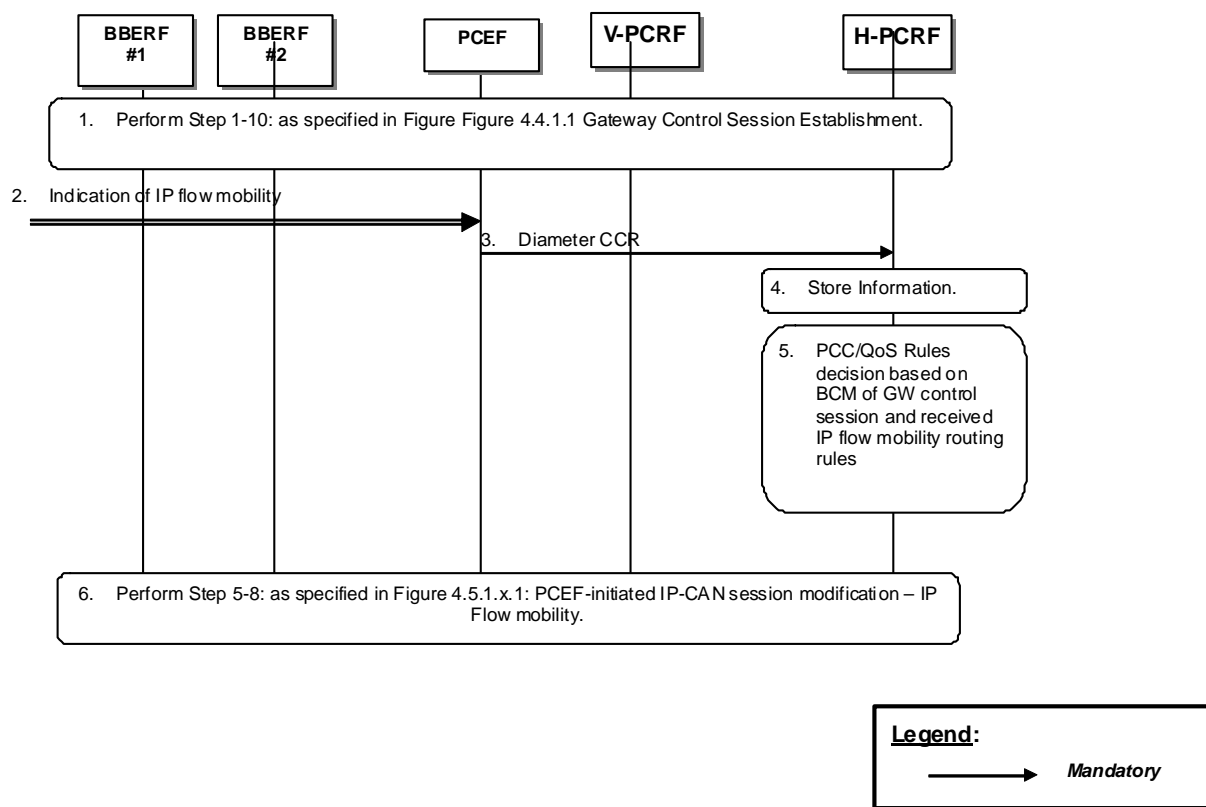 BBERF
#1
BBERF
#2
PCEF
V-PCRF
H-PCRF
1. Perform Step 1-10: as specified in Figure Figure 4.4.1.1 Gateway Control Session Establishment.
2. Indication of IP flow mobility
3. Diameter CCR
4. Store Information.
5. PCC/QoS Rules
decision based on
BCM of GW control
session and received
IP flow mobility routing
rules
6. Perform Step 5-8: as specified in Figure 4.5.1.x.1: PCEF-initiated IP-CAN session modification – IP
Flow mobility.
Legend:
Mandatory